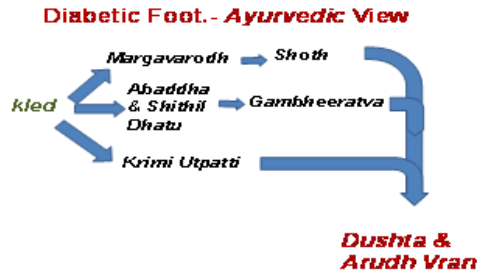 Diabetic Foot.- Ayurvedic View
Margavarodh
Shoth
kled
Abaddha
& Shithil
Dhatu
Gambheeratva
Krimi Utpatti
Dushta &
Arudh Vran